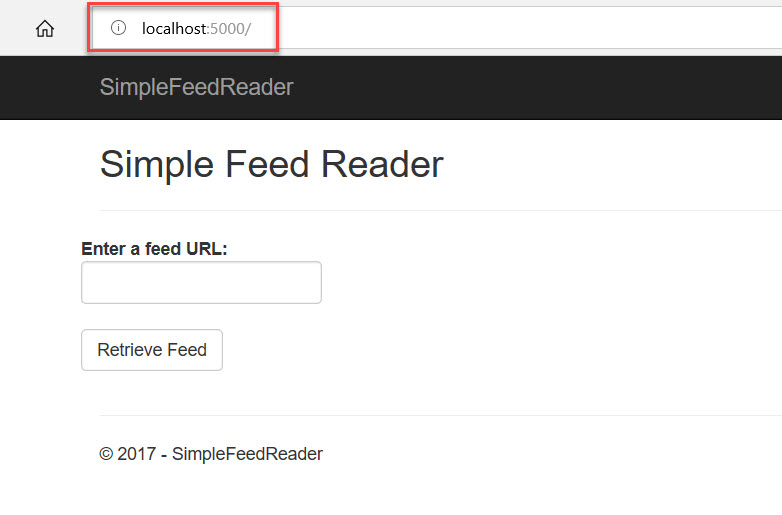 localhost:5000/
SimpleFeedReader
Simple Feed Reader
Enter a feed URL:
Retrieve Feed
© 2017 - SimpleFeedReader